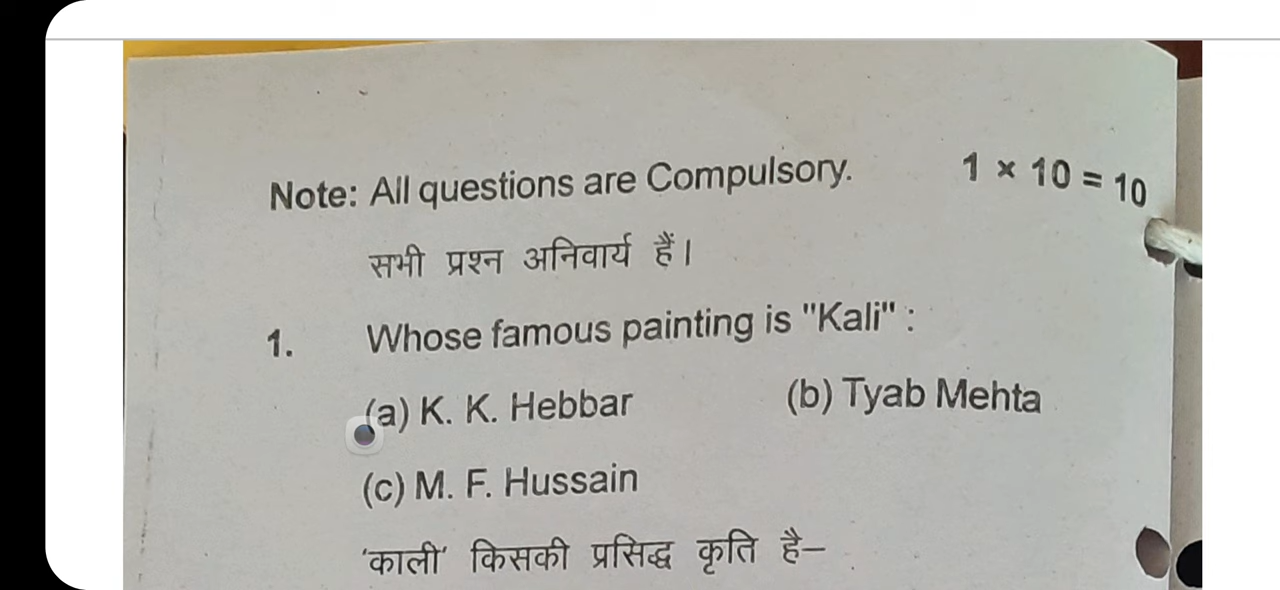 Note: All questions are Compulsory. 1 × 10 = 10
सभी प्रश्न अनिवार्य हैं।
1. Whose famous painting is "Kali" :
(a) K. K. Hebbar (b) Tyab Mehta
(c) M. F. Hussain
'काली' किसकी प्रसिद्ध कृति है–